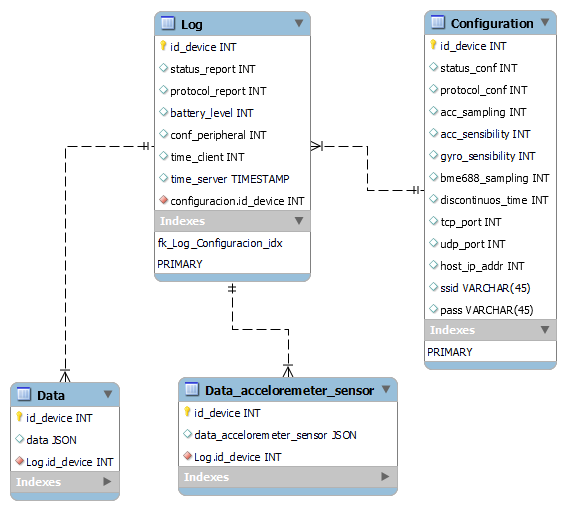 Log
id_device INT
status_report INT
protocol_report INT
battery_level INT
conf_peripheral INT
time_client INT
time_server TIMESTAMP
configuracion.id_device INT
Indexes
fk_Log_Configuracion_idx
PRIMARY
Configuration
id_device INT
status_conf INT
protocol_conf INT
acc_sampling INT
acc_sensibility INT
gyro_sensibility INT
bme688_sampling INT
discontinuos_time INT
tcp_port INT
udp_port INT
host_ip_addr INT
ssid VARCHAR(45)
pass VARCHAR(45)
Indexes
PRIMARY
Data
id_device INT
data JSON
Log.id_device INT
Indexes
Data_acceloremeter_sensor
id_device INT
data_acceloremeter_sensor JSON
Log.id_device INT
Indexes